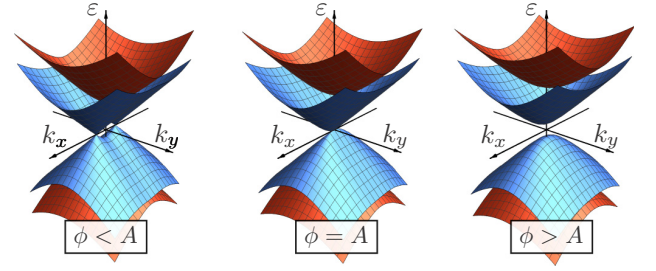 ε ε ε
k_x k_y k_x k_y k_x k_y
ϕ < A ϕ = A ϕ > A